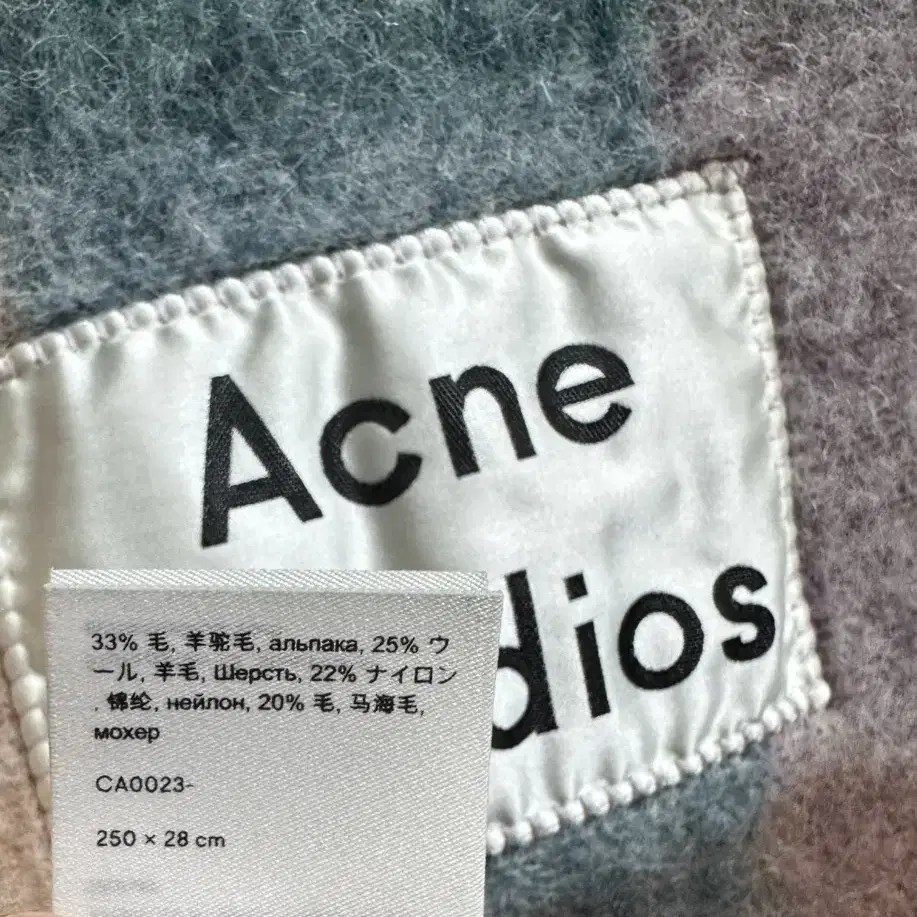 Acne
dios
33% 毛, 羊驼毛, альпака, 25% ウ
ール, 羊毛, Шерсть, 22% ナイロン
, 锦纶, нейлон, 20% 毛, 马海毛,
мохер
CA0023-
250 × 28 cm